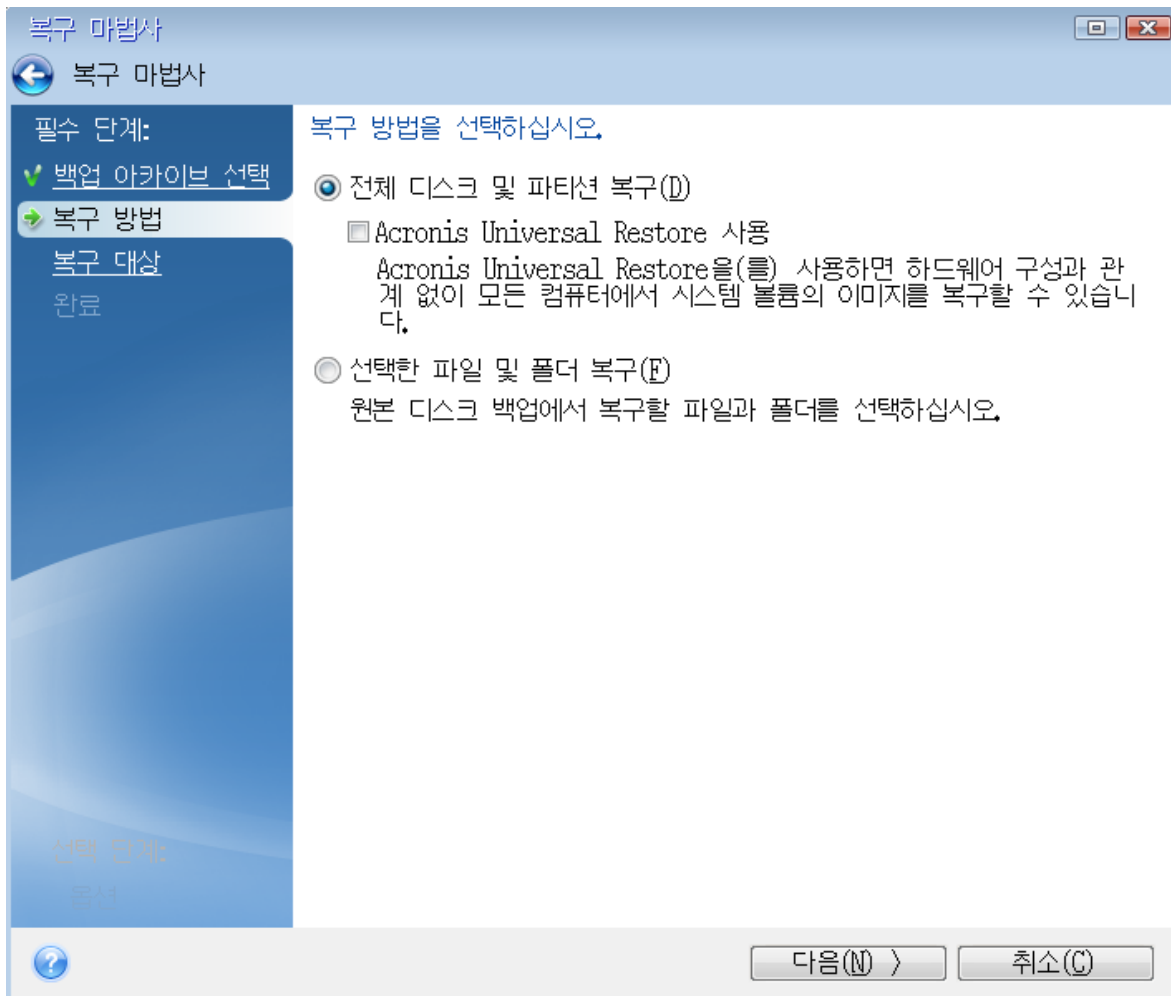 복구 마법사
복구 마법사
필수 단계:
백업 아카이브 선택
복구 방법
복구 대상
완료
선택 단계:
옵션
복구 방법을 선택하십시오.
전체 디스크 및 파티션 복구(D)
Acronis Universal Restore 사용
Acronis Universal Restore을(를) 사용하면 하드웨어 구성과 관
계 없이 모든 컴퓨터에서 시스템 볼륨의 이미지를 복구할 수 있습니
다.
선택한 파일 및 폴더 복구(F)
원본 디스크 백업에서 복구할 파일과 폴더를 선택하십시오.
다음(N) >
취소(C)